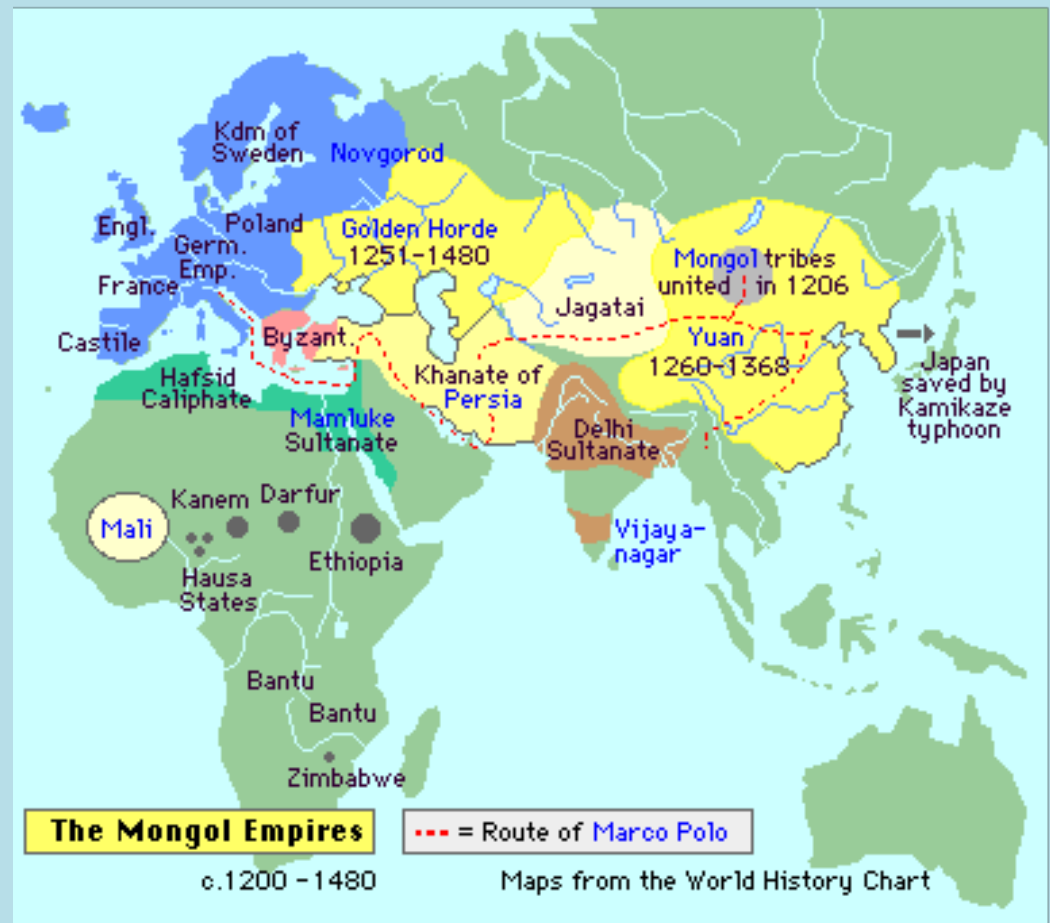 Kdm of
Sweden
Novgorod
Engl.
Poland
Germ.
Emp.
France
Castile
Golden Horde
1251-1480
Mongol tribes
united in 1206
Jagatai
Byzant.
Yuan
1260-1368
Japan
saved by
Kamikaze
typhoon
Hafsid
Caliphate
Khanate of
Persia
Mamluke
Sultanate
Delhi
Sultanate
Mali
Kanem
Darfur
Ethiopia
Hausa
States
Vijaya-
nagar
Bantu
Bantu
Zimbabwe
The Mongol Empires
= Route of Marco Polo
c.1200 -1480
Maps from the World History Chart